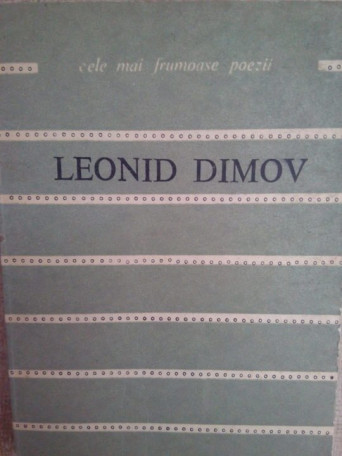 cele mai frumoase poezii
LEONID DIMOV